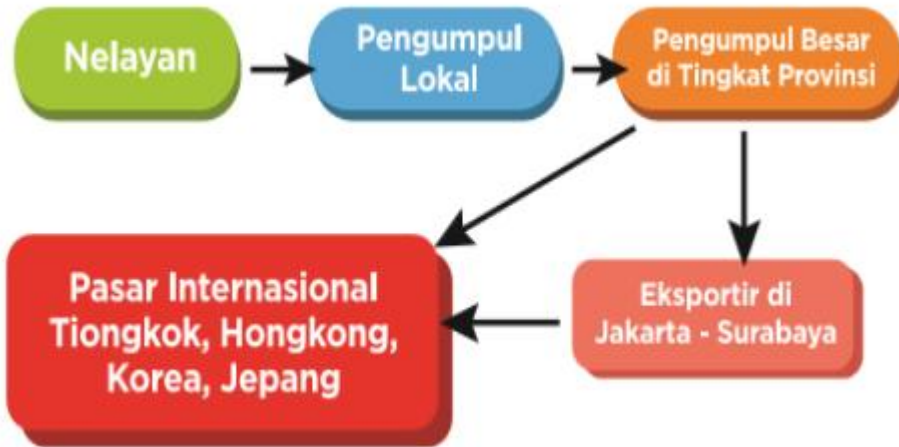 Nelayan
Pengumpul
Lokal
Pengumpul Besar
di Tingkat Provinsi
Pasar Internasional
Tiongkok, Hongkong,
Korea, Jepang
Eksportir di
Jakarta - Surabaya